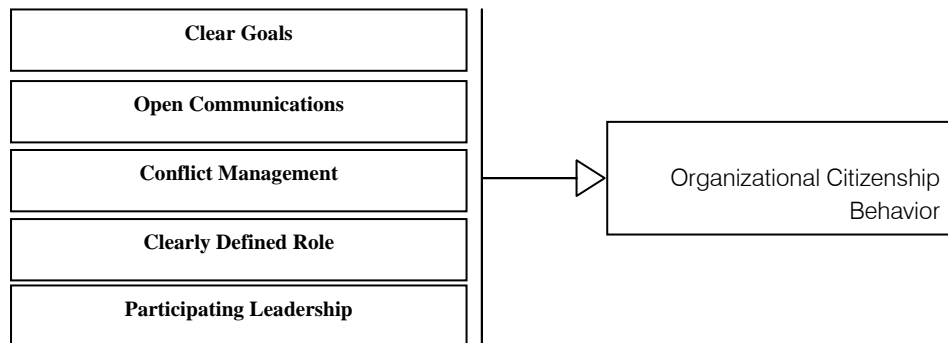 Clear Goals
Open Communications
Conflict Management
Clearly Defined Role
Participating Leadership
Organizational Citizenship
Behavior